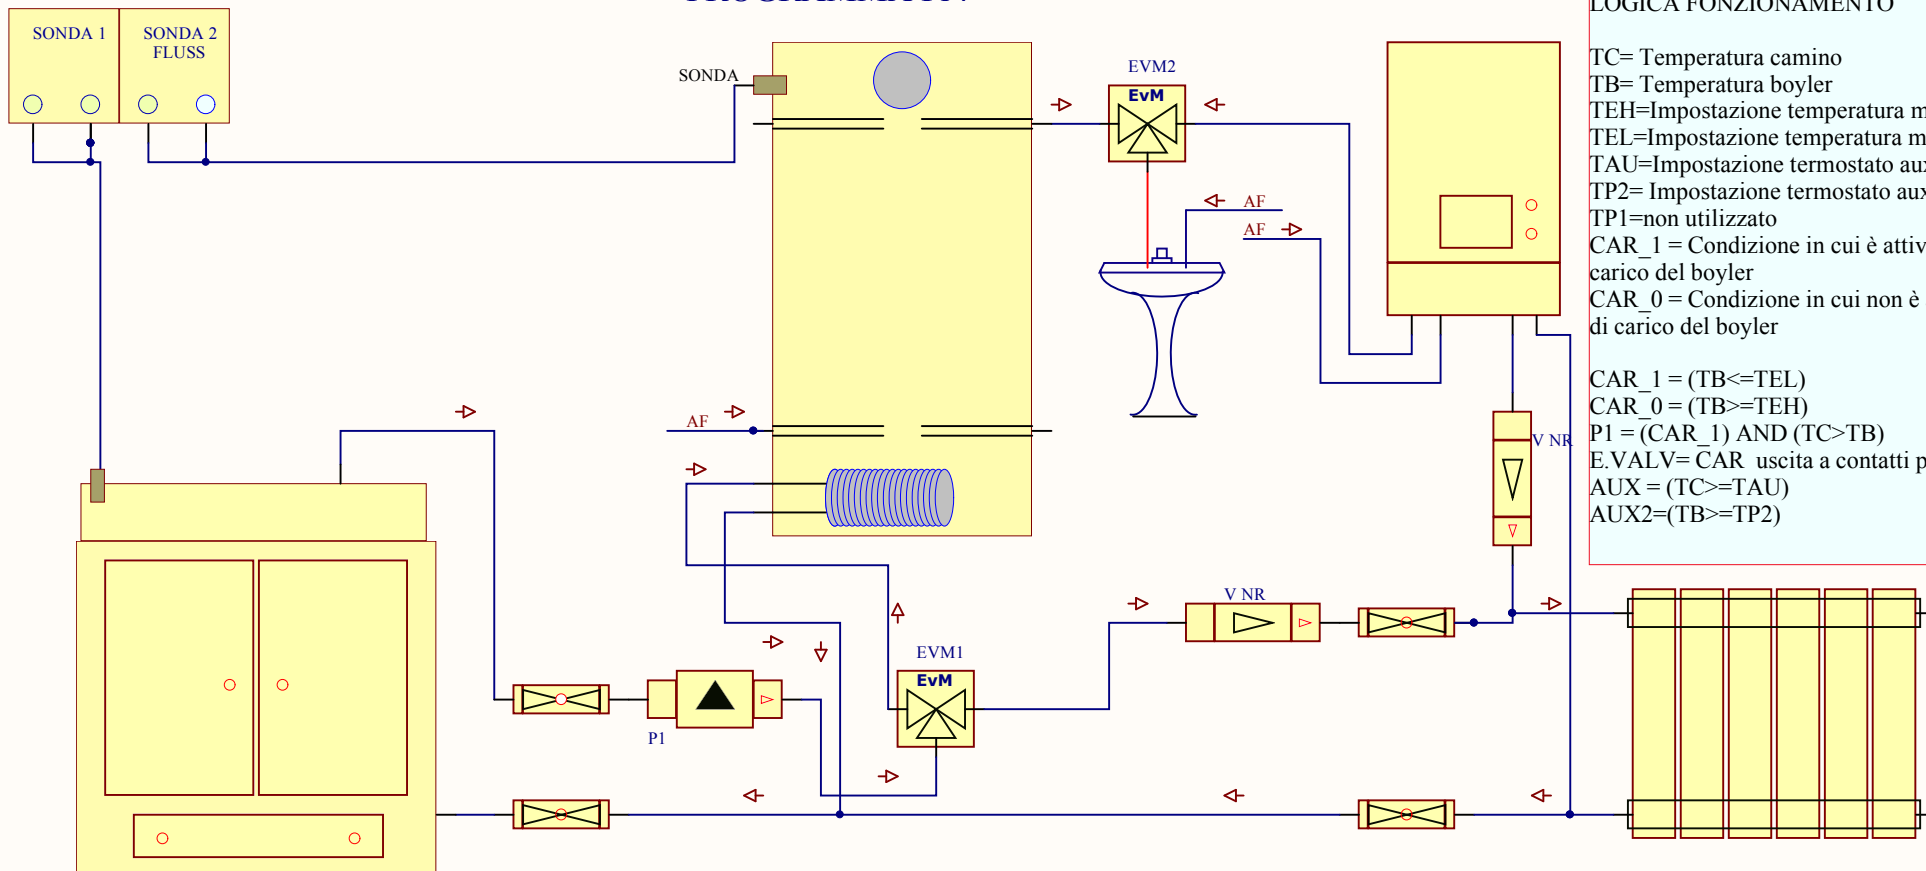 SONDA 1
SONDA 2
FLUSS
SONDA
EVM2
EvM
AF
AF
AF
V NR
V NR
EVM1
EvM
P1
LOGICA FONZIONAMENTO
TC= Temperatura camino
TB= Temperatura boyler
TEH=Impostazione temperatura m
TEL=Impostazione temperatura m
TAU=Impostazione termostato aux
TP2= Impostazione termostato aux
TP1=non utilizzato
CAR_1 = Condizione in cui è attiv
carico del boyler
CAR_0 = Condizione in cui non è
di carico del boyler
CAR_1 = (TB<=TEL)
CAR_0 = (TB>=TEH)
P1 = (CAR_1) AND (TC>TB)
E.VALV= CAR  uscita a contatti p
AUX = (TC>=TAU)
AUX2=(TB>=TP2)